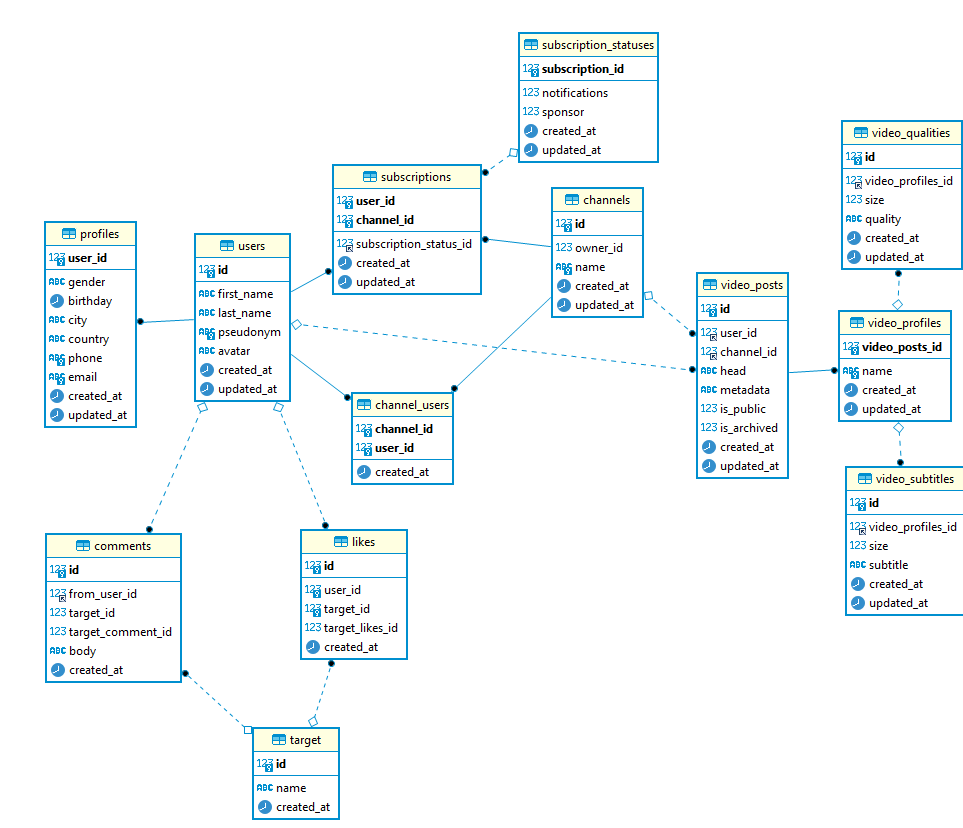 subscription_statuses
123 subscription_id
123 notifications
123 sponsor
created_at
updated_at
video_qualities
123 id
123 video_profiles_id
123 size
ABC quality
created_at
updated_at
subscriptions
123 user_id
123 channel_id
123 subscription_status_id
created_at
updated_at
channels
123 id
123 owner_id
ABC name
created_at
updated_at
profiles
123 user_id
ABC gender
birthday
ABC city
ABC country
ABC phone
ABC email
created_at
updated_at
users
123 id
ABC first_name
ABC last_name
ABC pseudonym
ABC avatar
created_at
updated_at
video_posts
123 id
123 user_id
123 channel_id
ABC head
ABC metadata
123 is_public
123 is_archived
created_at
updated_at
video_profiles
123 video_posts_id
ABC name
created_at
updated_at
channel_users
123 channel_id
123 user_id
created_at
video_subtitles
123 id
123 video_profiles_id
123 size
ABC subtitle
created_at
updated_at
comments
123 id
123 from_user_id
123 target_id
123 target_comment_id
ABC body
created_at
likes
123 id
123 user_id
123 target_id
123 target_likes_id
created_at
target
123 id
ABC name
created_at